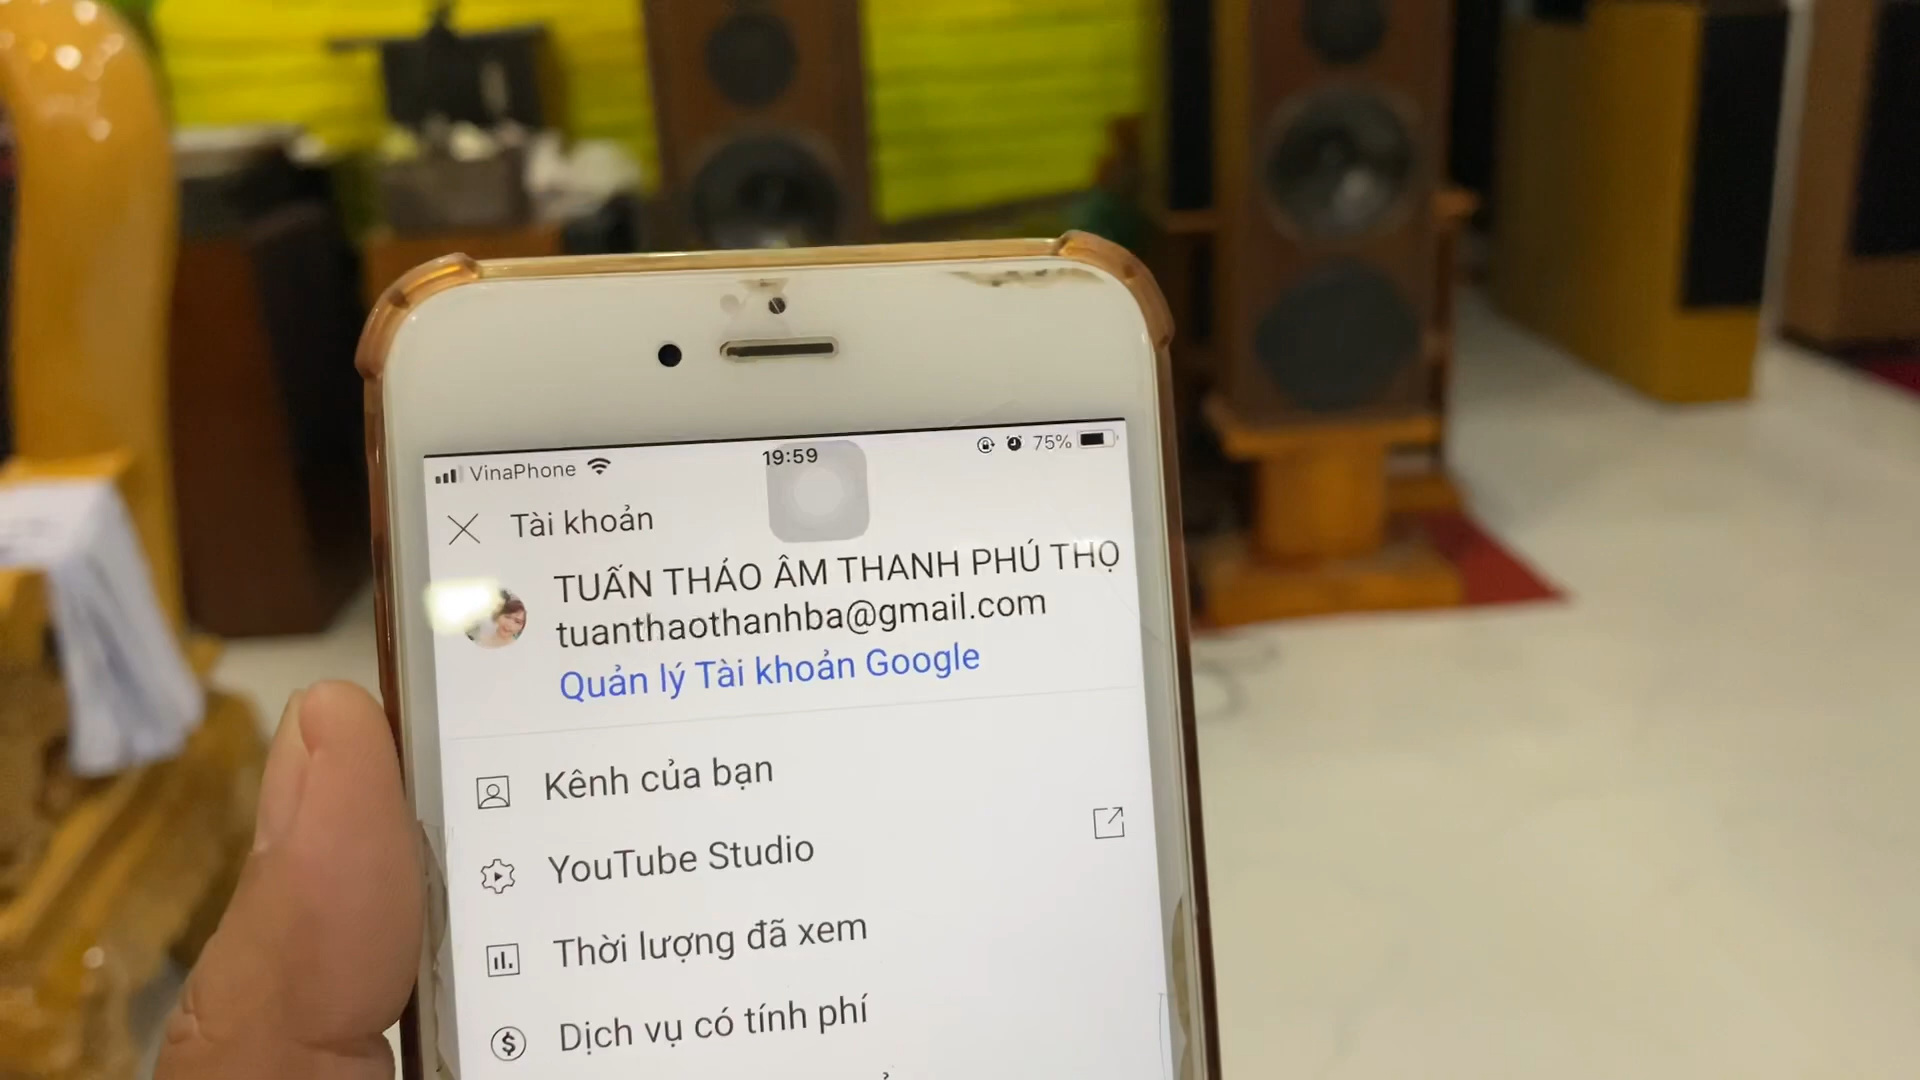 VinaPhone 19:59 75%
Tài khoản
TUẤN THÁO ÂM THANH PHÚ THỌ
tuanthaothanhba@gmail.com
Quản lý Tài khoản Google
Kênh của bạn
YouTube Studio
Thời lượng đã xem
Dịch vụ có tính phí